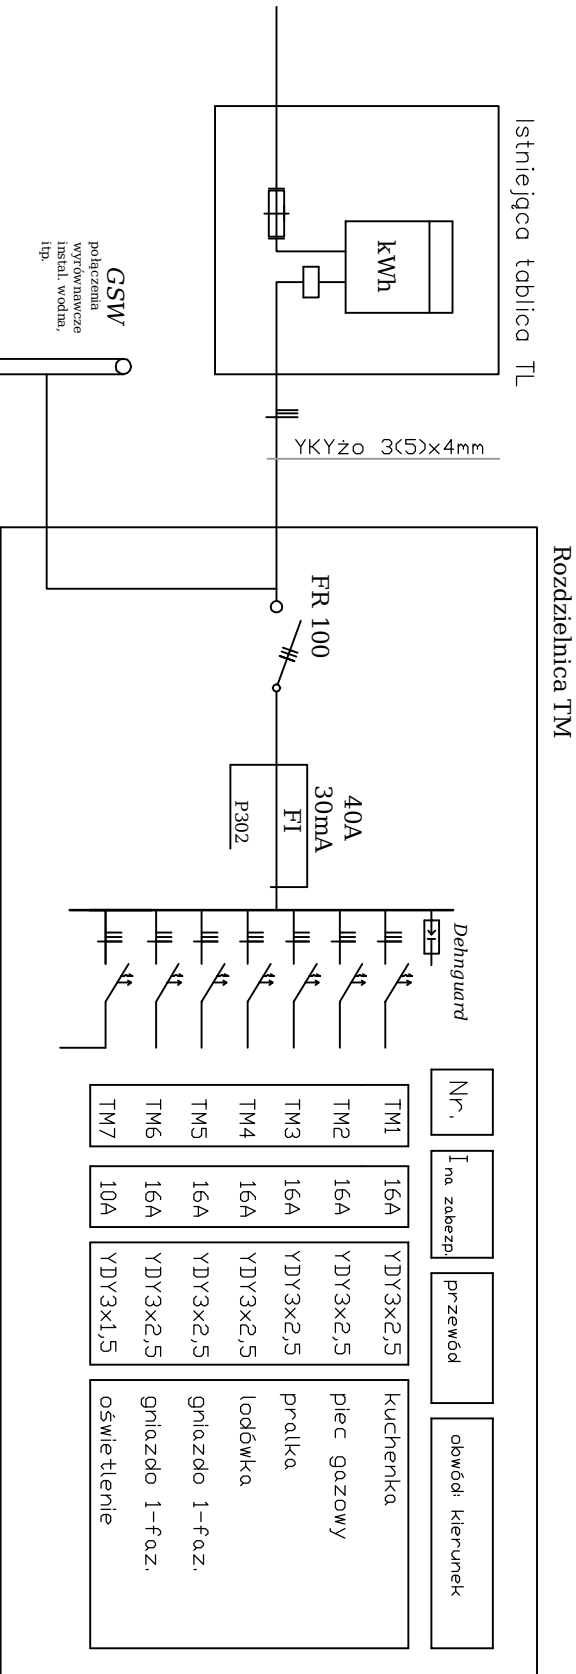 Rozdzielnica TM
Istniejąca tablica TL
kWh
YKYżo 3(5)x4mm
GSW
połączenia
wyrównawcze
instal. wodna,
itp.
FR 100
40A
30mA
FI
P302
Dehnguard
Nr. I na zabezp. przewód obwód: kierunek
TM1 16A YDY3x2,5 kuchenka
TM2 16A YDY3x2,5 piec gazowy
TM3 16A YDY3x2,5 pralka
TM4 16A YDY3x2,5 lodówka
TM5 16A YDY3x2,5 gniazdo 1-faz.
TM6 16A YDY3x2,5 gniazdo 1-faz.
TM7 10A YDY3x1,5 oświetlenie